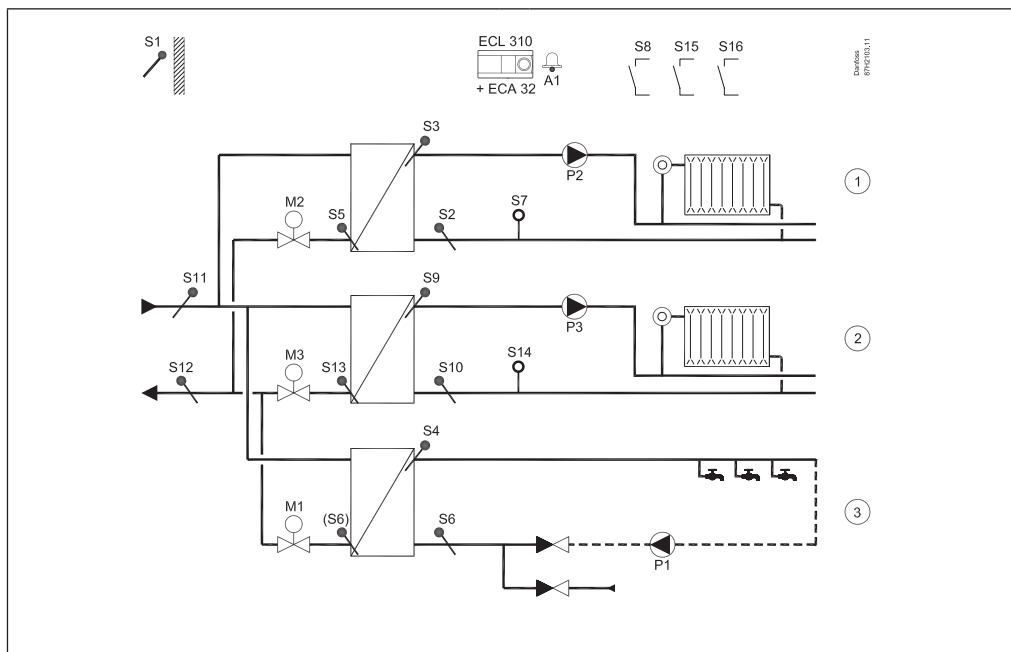 S1
ECL 310
A1
+ ECA 32
S8 S15 S16
Danfoss
87H2103.11
S3
P2
1
M2
S5
S2
S7
S11
S9
P3
2
S12
M3
S13
S10
S14
S4
M1
(S6)
S6
P1
3